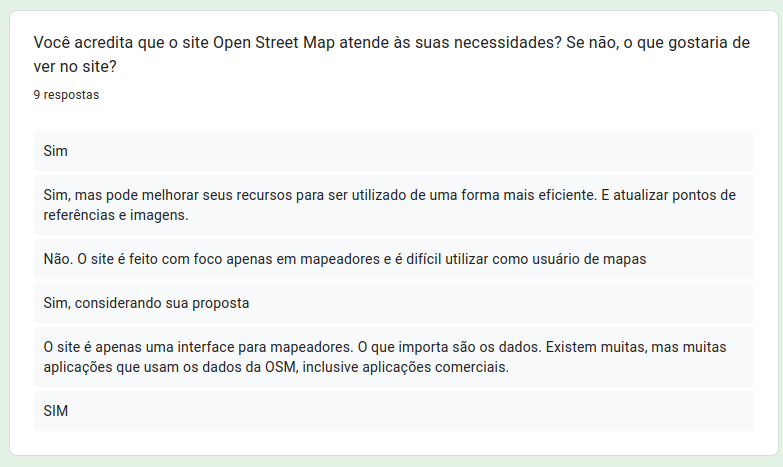 Você acredita que o site Open Street Map atende às suas necessidades? Se não, o que gostaria de
ver no site?
9 respostas
Sim
Sim, mas pode melhorar seus recursos para ser utilizado de uma forma mais eficiente. E atualizar pontos de
referências e imagens.
Não. O site é feito com foco apenas em mapeadores e é difícil utilizar como usuário de mapas
Sim, considerando sua proposta
O site é apenas uma interface para mapeadores. O que importa são os dados. Existem muitas, mas muitas
aplicações que usam os dados da OSM, inclusive aplicações comerciais.
SIM